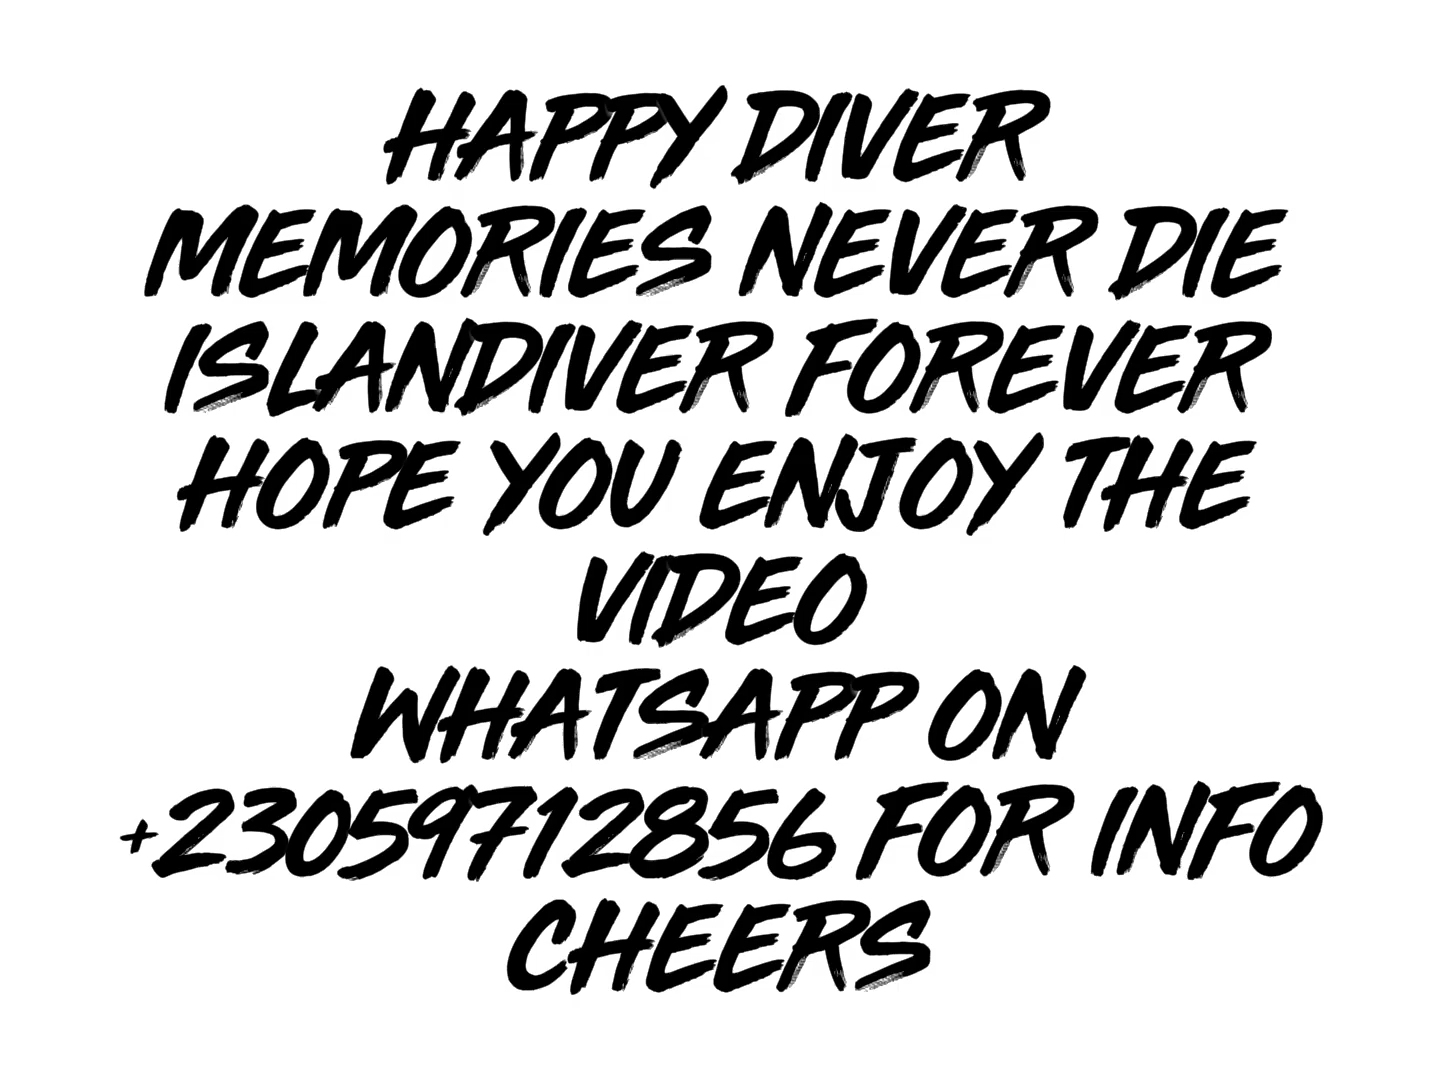 HAPPY DIVER
MEMORIES NEVER DIE
ISLANDIVER FOREVER
HOPE YOU ENJOY THE
VIDEO
WHATSAPP ON
+23059712856 FOR INFO
CHEERS